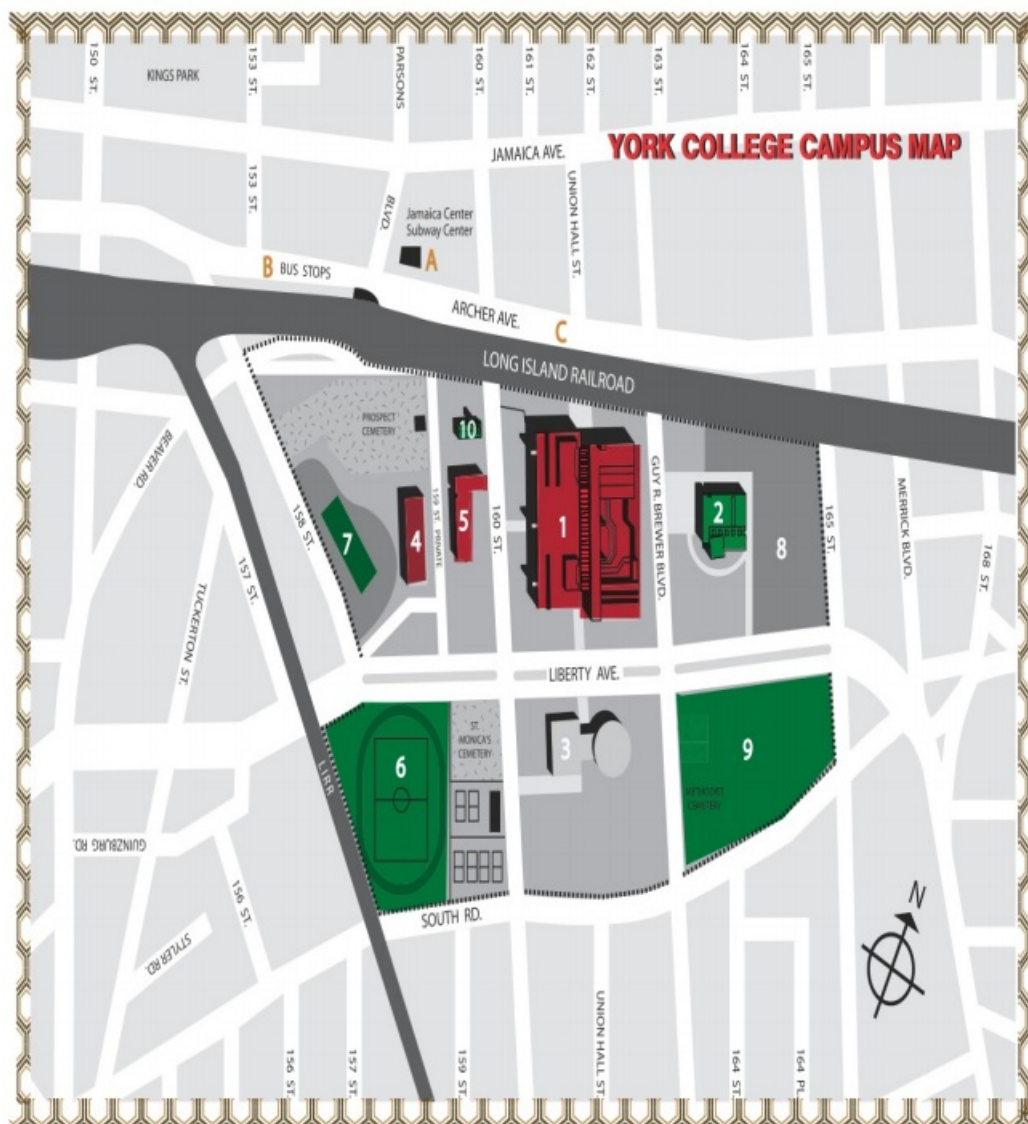 150 ST.
KINGS PARK
153 ST.
PARSONS
160 ST.
161 ST.
162 ST.
163 ST.
164 ST.
165 ST.
JAMAICA AVE.
YORK COLLEGE CAMPUS MAP
153 ST.
BLVD.
Jamaica Center
Subway Center
A
UNION HALL ST.
B
BUS STOPS
ARCHER AVE.
C
LONG ISLAND RAILROAD
PROSPECT
CEMETERY
10
BEAVER RD.
158 ST.
7
4
159 ST. PRIVATE
5
160 ST.
1
GUY R. BREWER BLVD.
2
8
165 ST.
MERRICK BLVD.
168 ST.
157 ST.
TUCKERTON ST.
LIBERTY AVE.
LIRR
6
ST.
MONICA'S
CEMETERY
3
9
METHODIST
CEMETERY
GUINZBURG RD.
156 ST.
STYLER RD.
SOUTH RD.
N
156 ST.
157 ST.
159 ST.
UNION HALL ST.
164 ST.
164 PL.